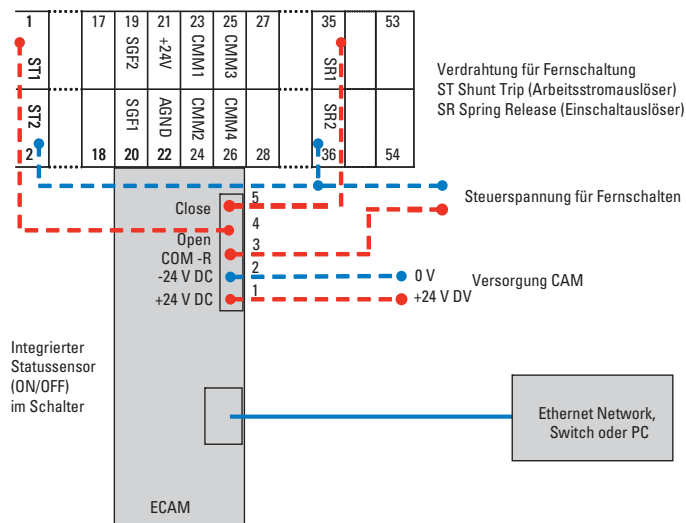 1 17 19 21 23 25 27 35 53
ST1 SGF2 +24V CMM1 CMM3 SR1
ST2 SGF1 AGND CMM2 CMM4 SR2
2 18 20 22 24 26 28 36 54
Verdrahtung für Fernschaltung
ST Shunt Trip (Arbeitsstromauslöser)
SR Spring Release (Einschaltauslöser)
Steuerspannung für Fernschalten
Close 5
4
Open
COM -R 3
-24 V DC 2 0 V
+24 V DC 1 +24 V DV
Versorgung CAM
Integrierter
Statussensor
(ON/OFF)
im Schalter
Ethernet Network,
Switch oder PC
ECAM